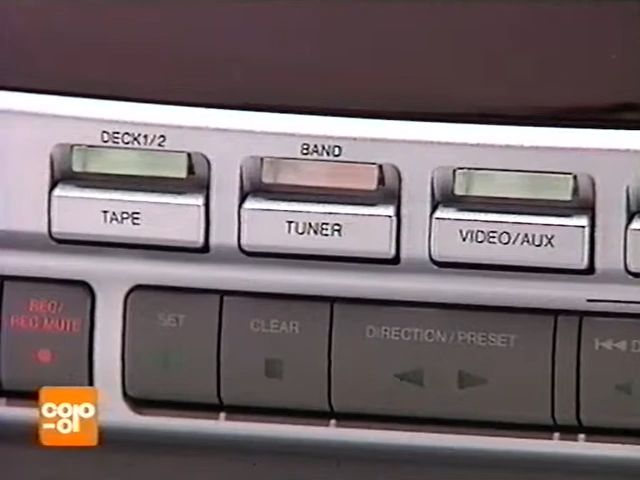 DECK1/2
BAND
TAPE
TUNER
VIDEO/AUX
REC/
REC MUTE
SET
CLEAR
DIRECTION/PRESET